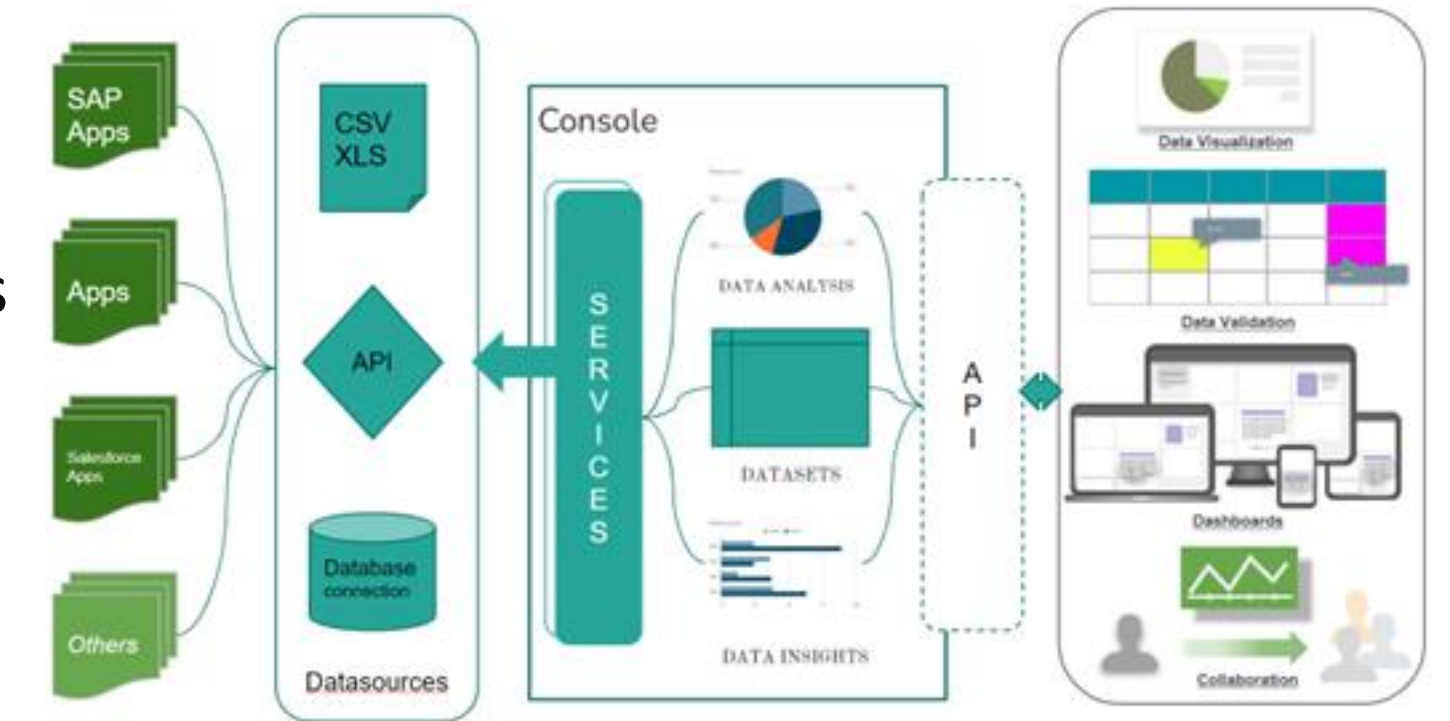 SAP
Apps
Apps
Salesforce
Apps
Others
CSV
XLS
API
Database
connection
Datasources
Console
S
E
R
V
I
C
E
S
DATA ANALYSIS
DATASETS
DATA INSIGHTS
A
P
I
Data Visualization
Data Validation
Dashboards
Collaboration